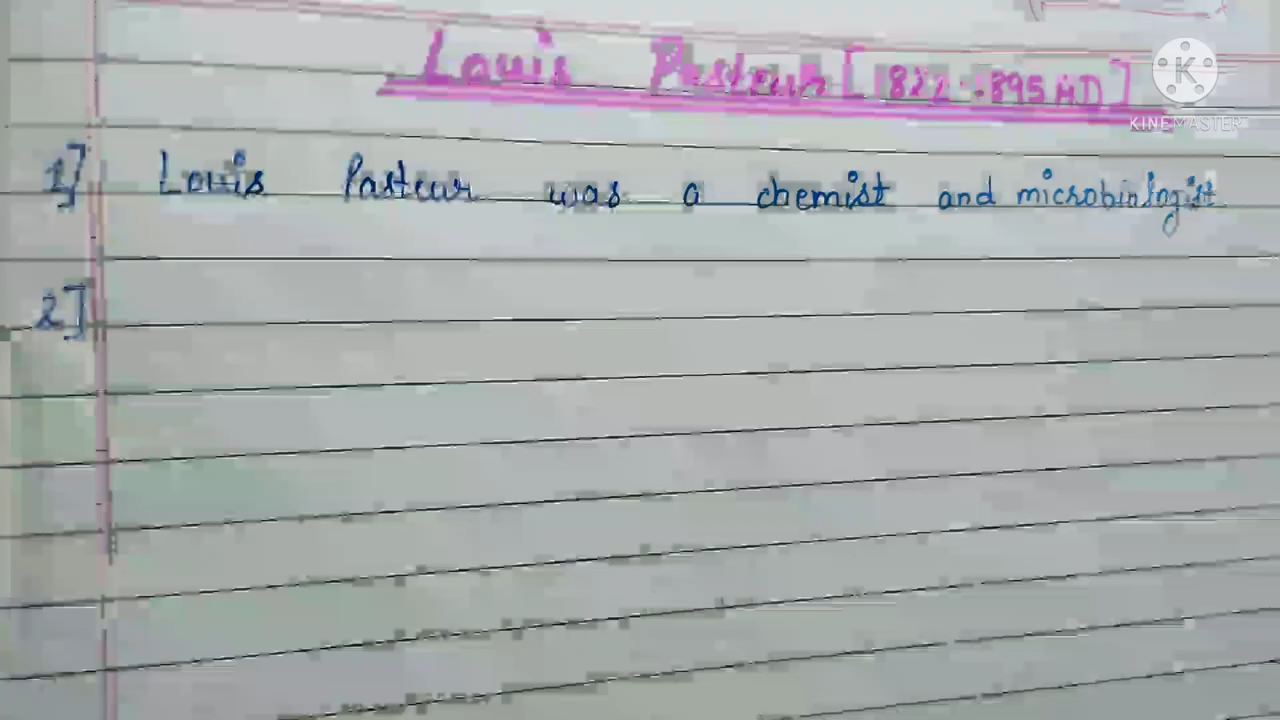 Louis Pasteur [1822-1895 AD]
KINEMASTER
1] Louis Pasteur was a chemist and microbiologist
2]